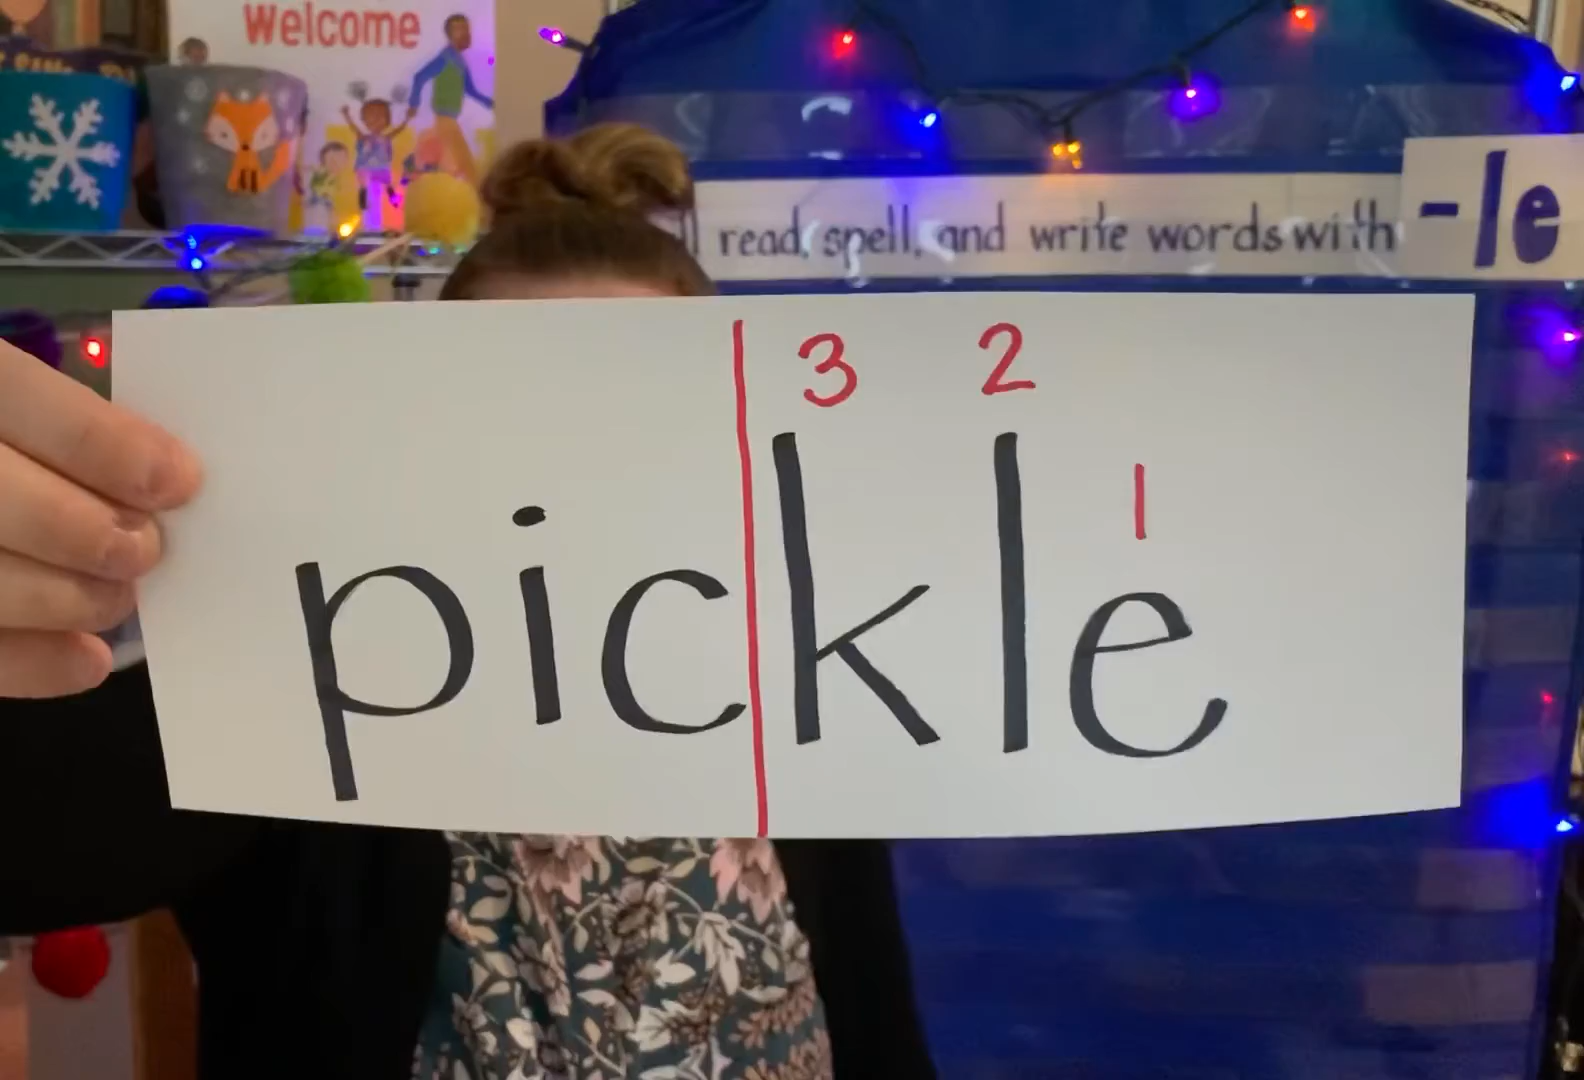 Welcome
read, spell, and write words with -le
3 2
1
pickle